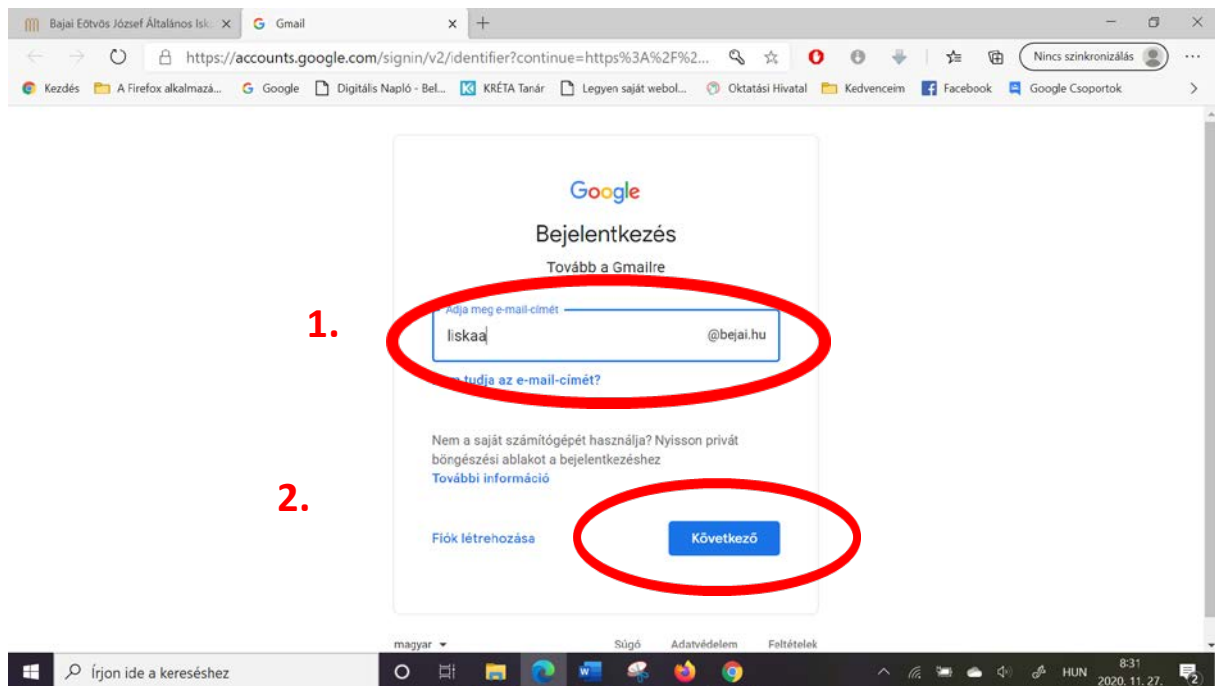 Bajai Eötvös József Általános Isk
Gmail
https://accounts.google.com/signin/v2/identifier?continue=https%3A%2F%2...
Nincs szinkronizálás
Kezdés
A Firefox alkalmazá...
Google
Digitális Napló - Bel...
KRÉTA Tanár
Legyen saját webol...
Oktatási Hivatal
Kedvenceim
Facebook
Google Csoportok
Google
Bejelentkezés
Tovább a Gmailre
Adja meg e-mail-címét
1.
liskaa
@bejai.hu
tudja az e-mail-címét?
Nem a saját számítógépét használja? Nyisson privát
böngészési ablakot a bejelentkezéshez
További információ
2.
Fiók létrehozása
Következő
magyar
Súgó
Adatvédelem
Feltételek
Írjon ide a kereséshez
HUN
8:31
2020. 11. 27.
2